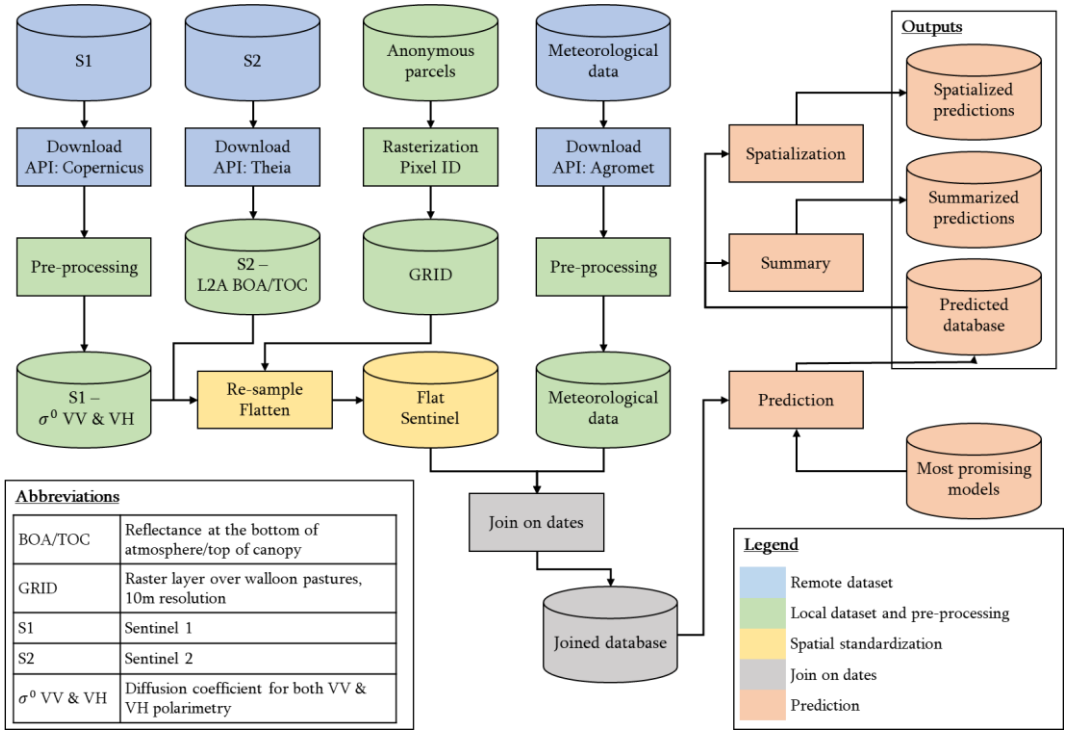 S1
S2
Anonymous
parcels
Meteorological
data
Download
API: Copernicus
Download
API: Theia
Rasterization
Pixel ID
Download
API: Agromet
Pre-processing
S2 –
L2A BOA/TOC
GRID
Pre-processing
S1 –
σ⁰ VV & VH
Re-sample
Flatten
Flat
Sentinel
Meteorological
data
Join on dates
Joined database
Outputs
Spatialized
predictions
Spatialization
Summarized
predictions
Summary
Predicted
database
Prediction
Most promising
models
Abbreviations
BOA/TOC
Reflectance at the bottom of
atmosphere/top of canopy
GRID
Raster layer over walloon pastures,
10m resolution
S1
Sentinel 1
S2
Sentinel 2
σ⁰ VV & VH
Diffusion coefficient for both VV &
VH polarimetry
Legend
Remote dataset
Local dataset and pre-processing
Spatial standardization
Join on dates
Prediction